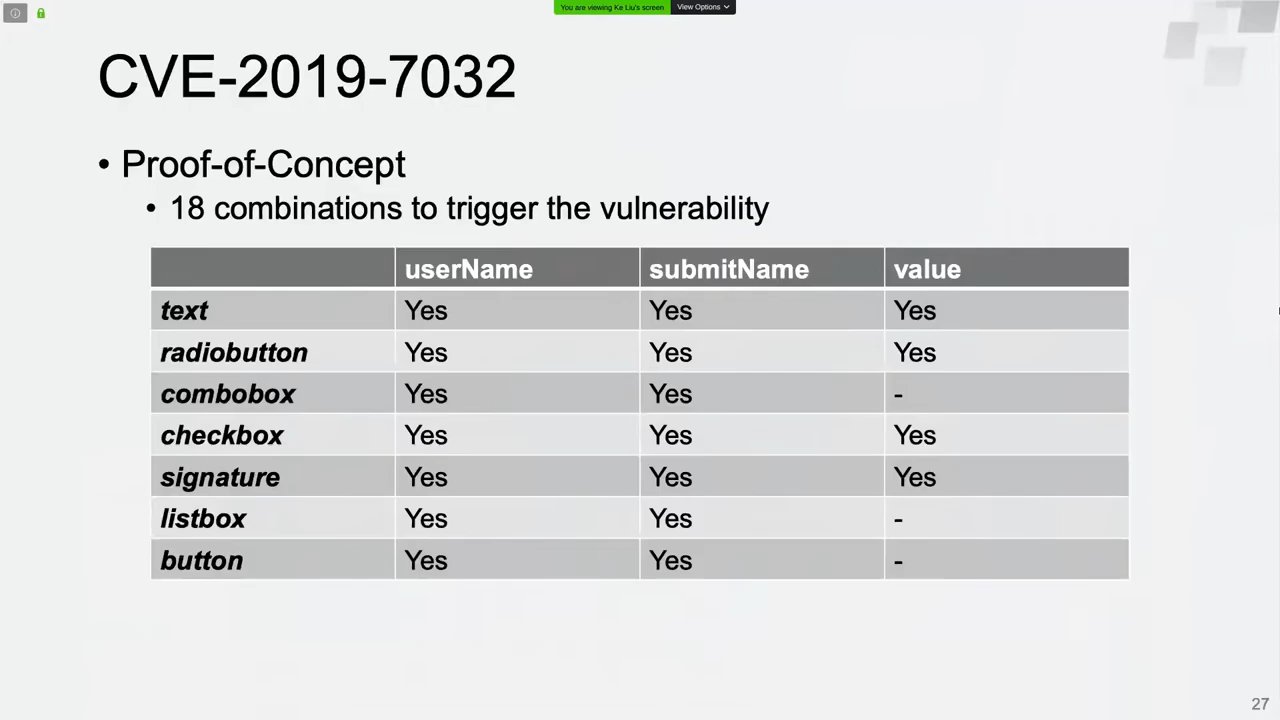 You are viewing Ke Liu's screen View Options
CVE-2019-7032
• Proof-of-Concept
• 18 combinations to trigger the vulnerability
userName submitName value
text Yes Yes Yes
radiobutton Yes Yes Yes
combobox Yes Yes -
checkbox Yes Yes Yes
signature Yes Yes Yes
listbox Yes Yes -
button Yes Yes -
27